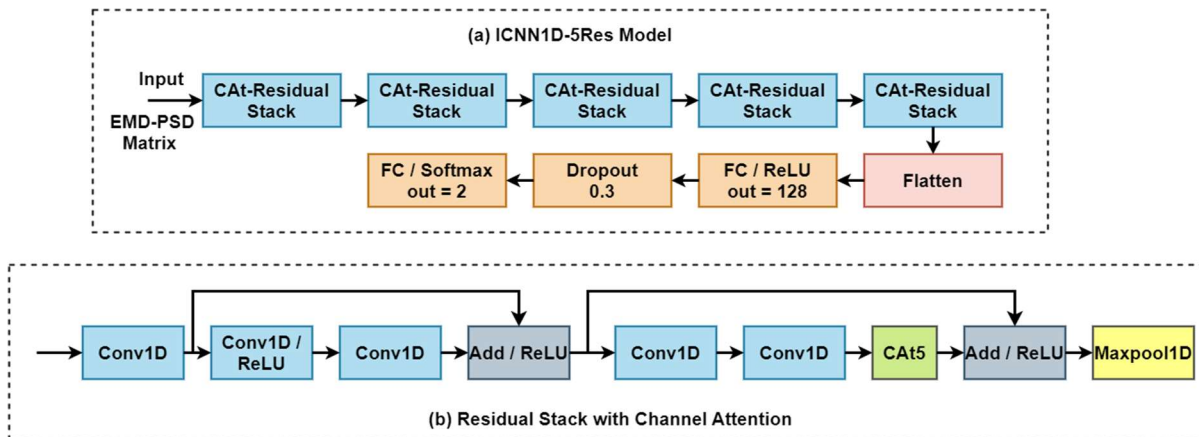 (a) ICNN1D-5Res Model
Input
EMD-PSD
Matrix
CAt-Residual
Stack
CAt-Residual
Stack
CAt-Residual
Stack
CAt-Residual
Stack
CAt-Residual
Stack
Flatten
FC / ReLU
out = 128
Dropout
0.3
FC / Softmax
out = 2
Conv1D
Conv1D /
ReLU
Conv1D
Add / ReLU
Conv1D
Conv1D
CAt5
Add / ReLU
Maxpool1D
(b) Residual Stack with Channel Attention